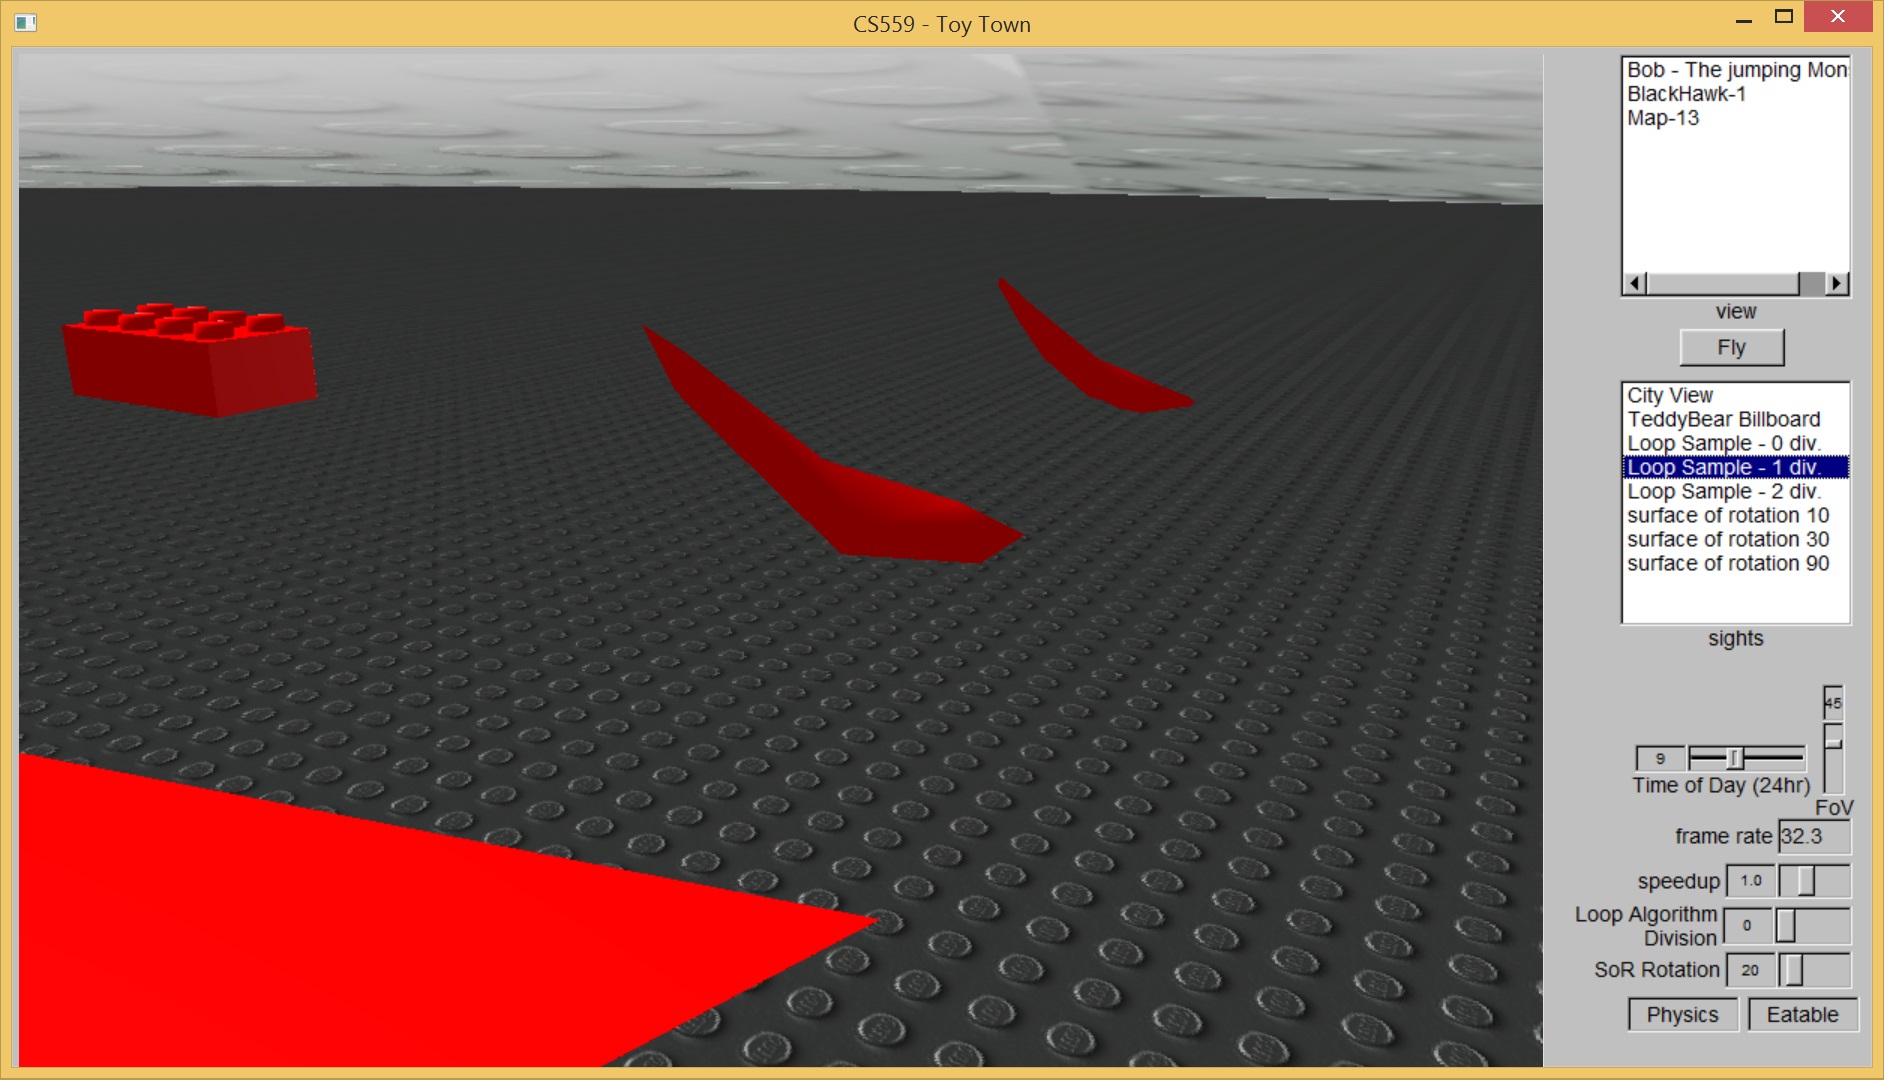 CS559 - Toy Town
Bob - The jumping Mon
BlackHawk-1
Map-13
view
Fly
City View
TeddyBear Billboard
Loop Sample - 0 div.
Loop Sample - 1 div.
Loop Sample - 2 div.
surface of rotation 10
surface of rotation 30
surface of rotation 90
sights
45
9
Time of Day (24hr)
FoV
frame rate 32.3
speedup 1.0
Loop Algorithm
Division 0
SoR Rotation 20
Physics Eatable